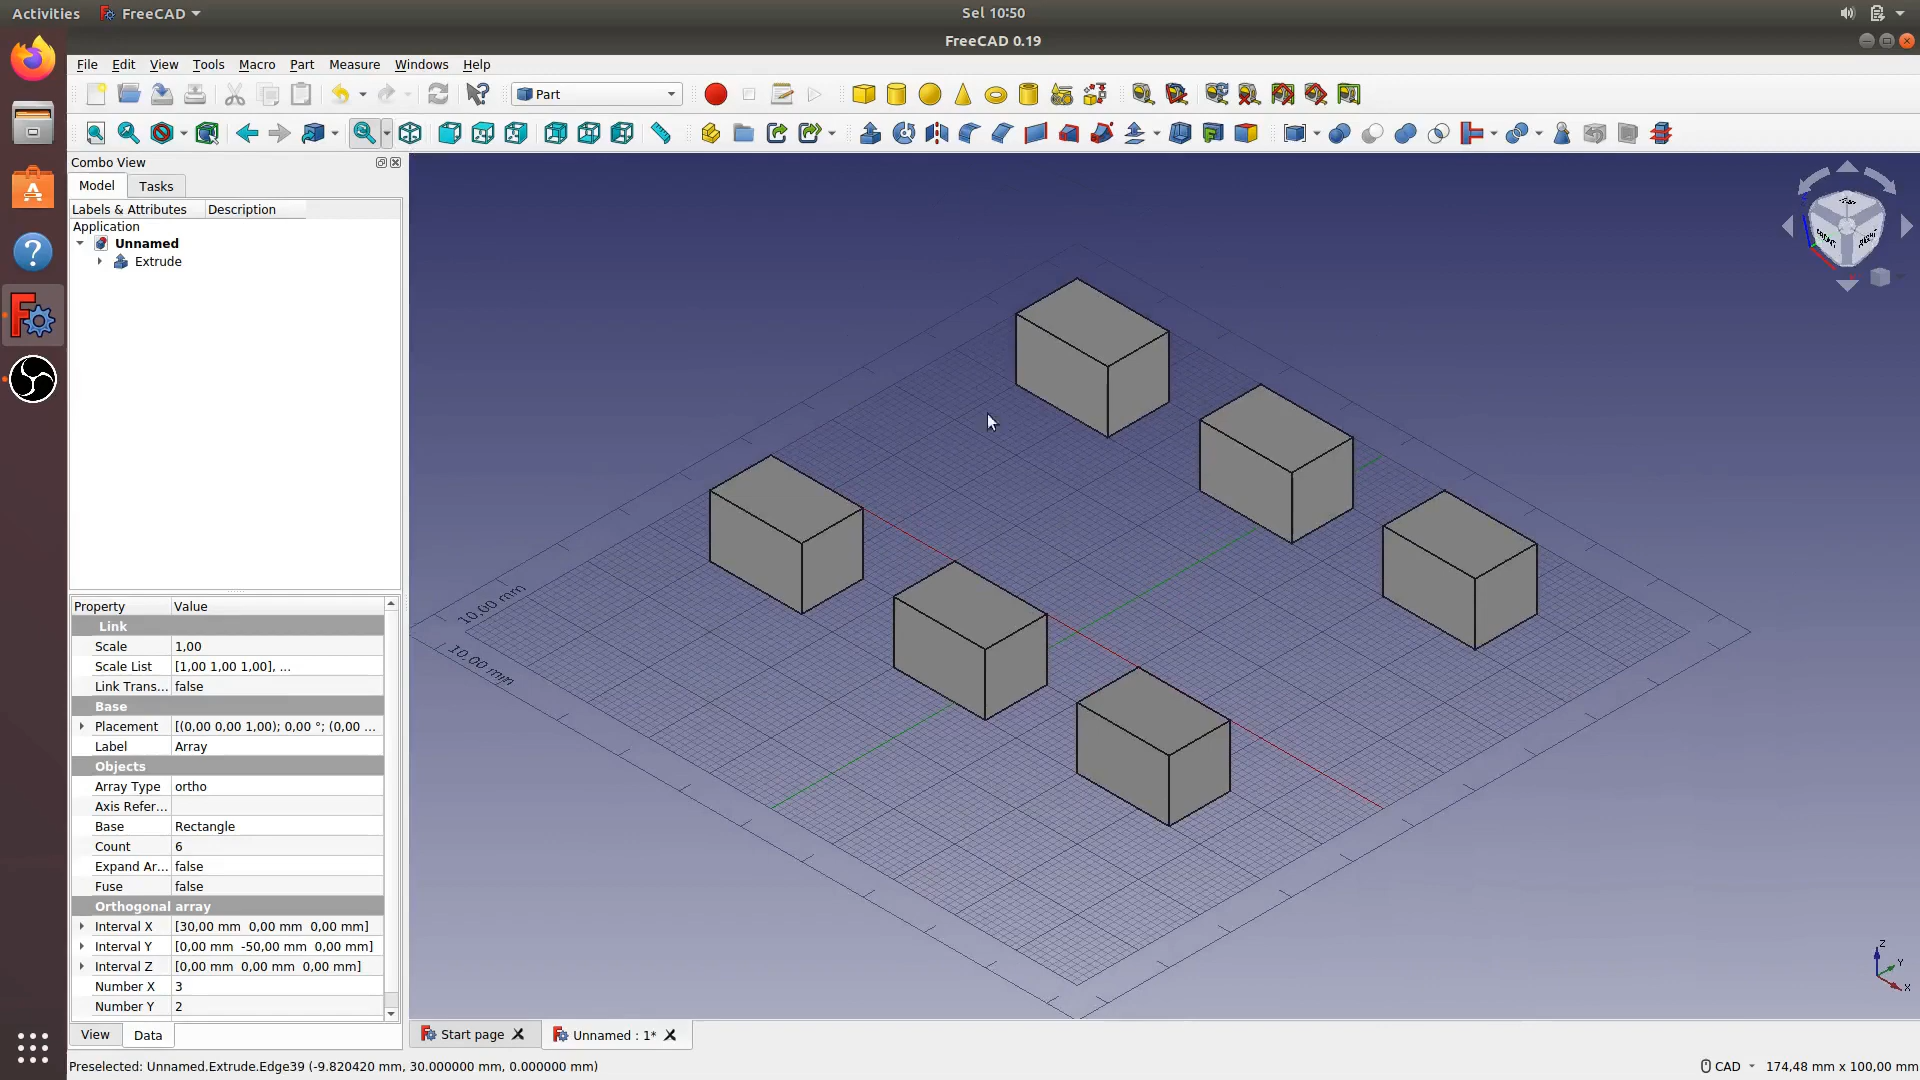 Activities FreeCAD Sel 10:50
FreeCAD 0.19
File Edit View Tools Macro Part Measure Windows Help
Part
Combo View
Model Tasks
Labels & Attributes Description
Application
Unnamed
Extrude
Property Value
Link
Scale 1,00
Scale List [1,00 1,00 1,00], ...
Link Trans... false
Base
Placement [(0,00 0,00 1,00); 0,00 °; (0,00 ...
Label Array
Objects
Array Type ortho
Axis Refer...
Base Rectangle
Count 6
Expand Ar... false
Fuse false
Orthogonal array
Interval X [30,00 mm 0,00 mm 0,00 mm]
Interval Y [0,00 mm -50,00 mm 0,00 mm]
Interval Z [0,00 mm 0,00 mm 0,00 mm]
Number X 3
Number Y 2
View Data
10,00 mm
10,00 mm
FRONT RIGHT
Z
Y
X
Start page Unnamed : 1*
Preselected: Unnamed.Extrude.Edge39 (-9.820420 mm, 30.000000 mm, 0.000000 mm) CAD 174,48 mm x 100,00 mm